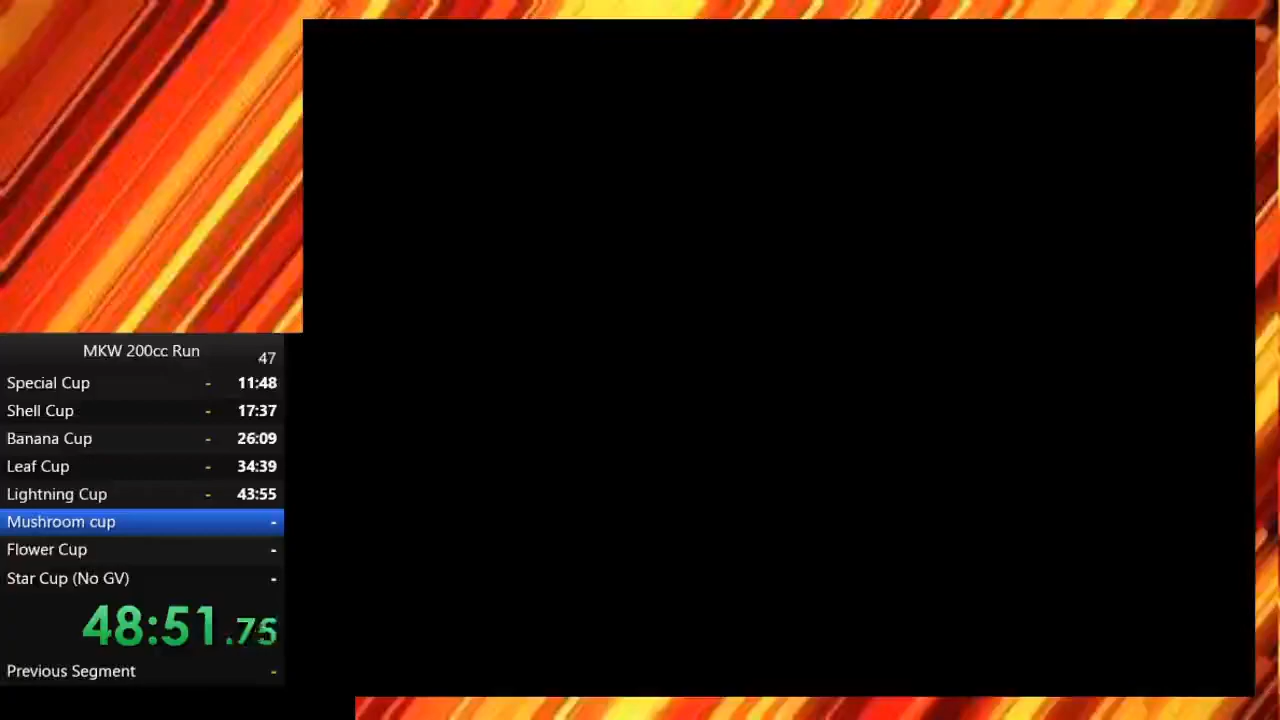 MKW 200cc Run 47
Special Cup - 11:48
Shell Cup - 17:37
Banana Cup - 26:09
Leaf Cup - 34:39
Lightning Cup - 43:55
Mushroom cup -
Flower Cup -
Star Cup (No GV) -
48:51.75
Previous Segment -